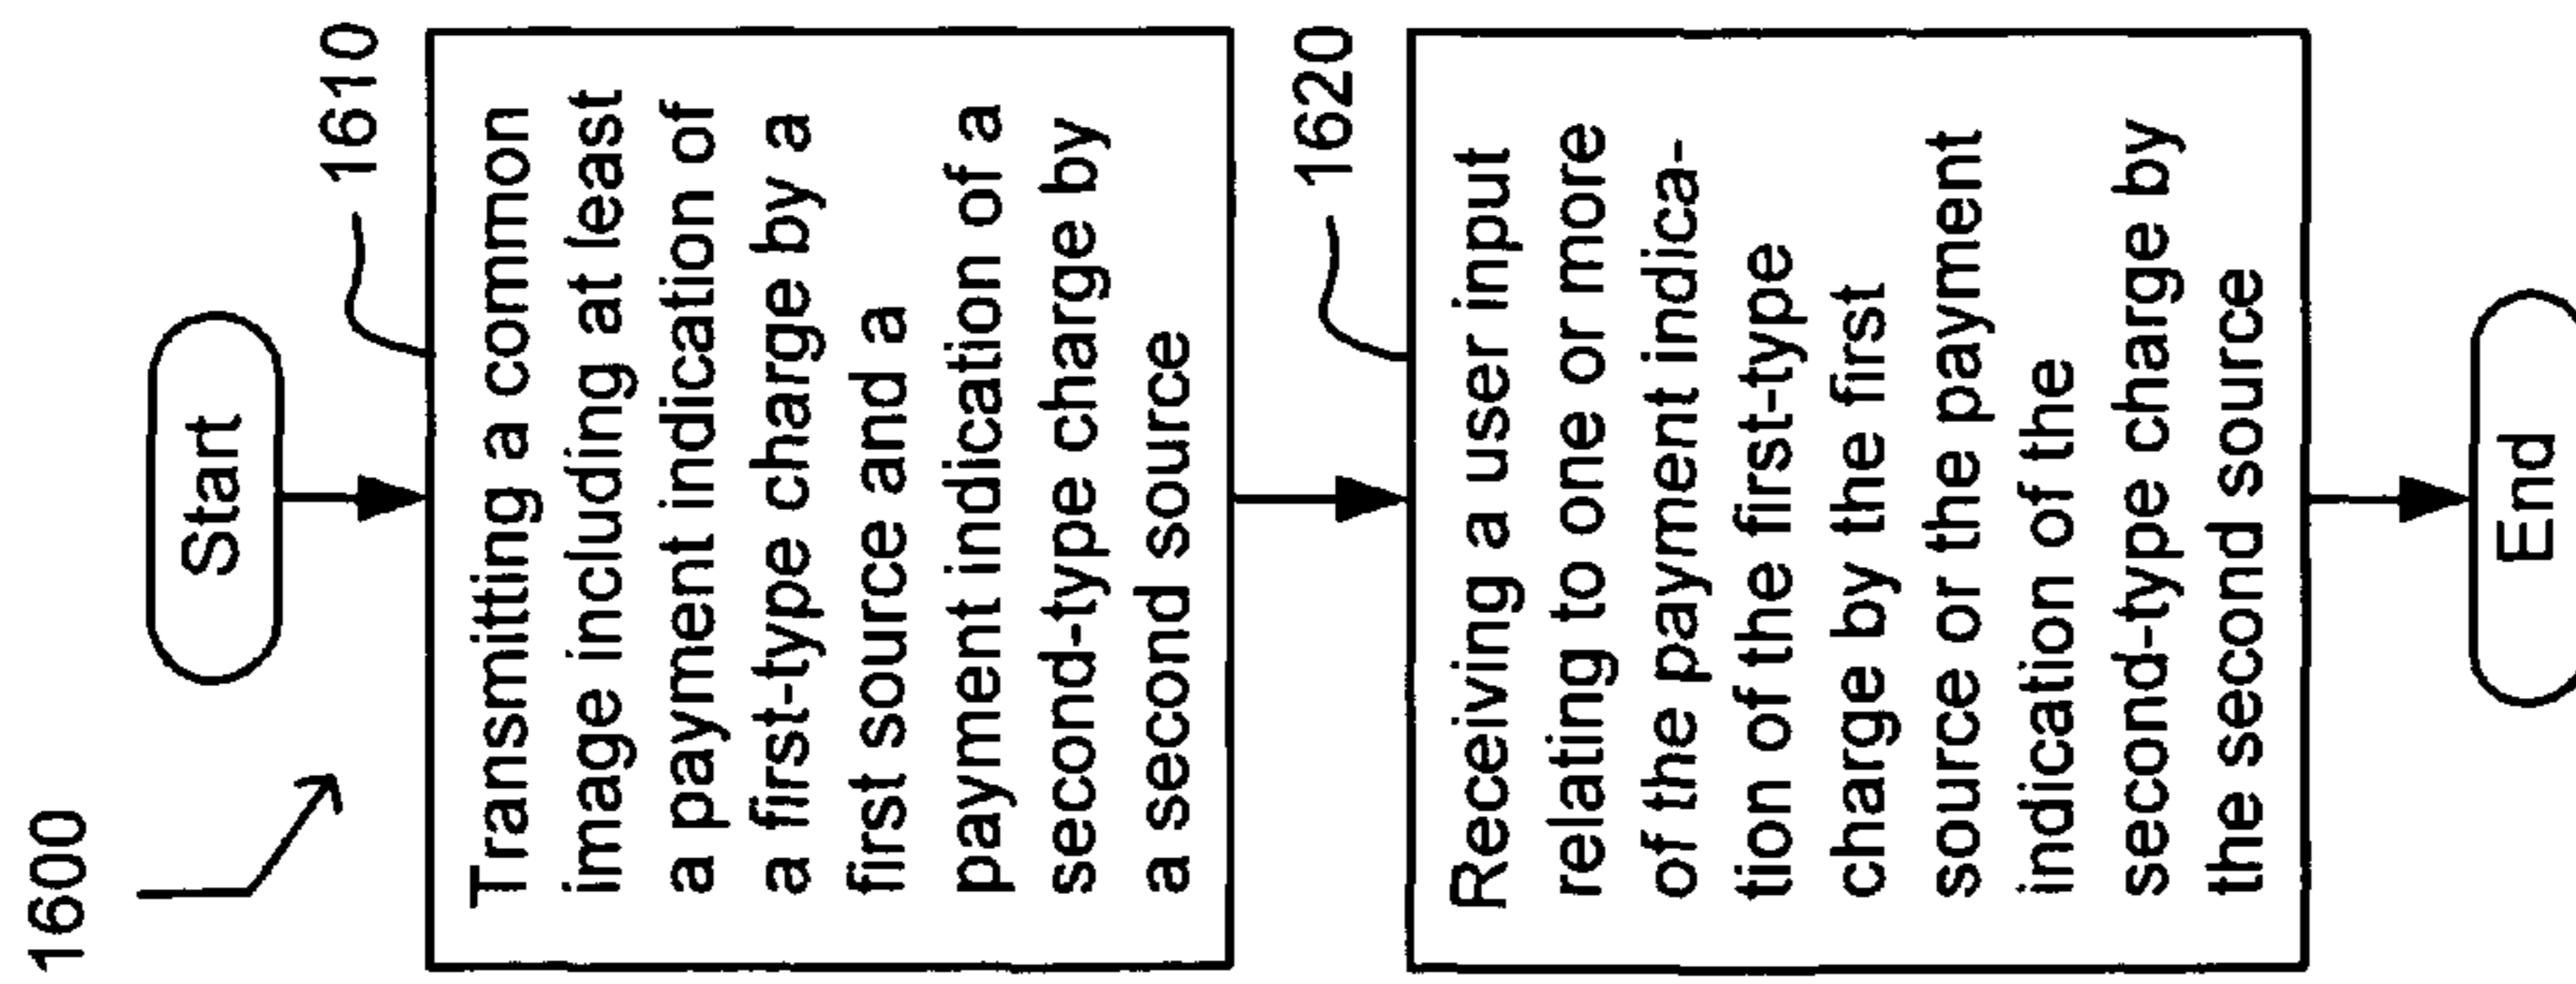 1600
Start
1610
Transmitting a common
image including at least
a payment indication of
a first-type charge by a
first source and a
payment indication of a
second-type charge by
a second source
1620
Receiving a user input
relating to one or more
of the payment indica-
tion of the first-type
charge by the first
source or the payment
indication of the
second-type charge by
the second source
End